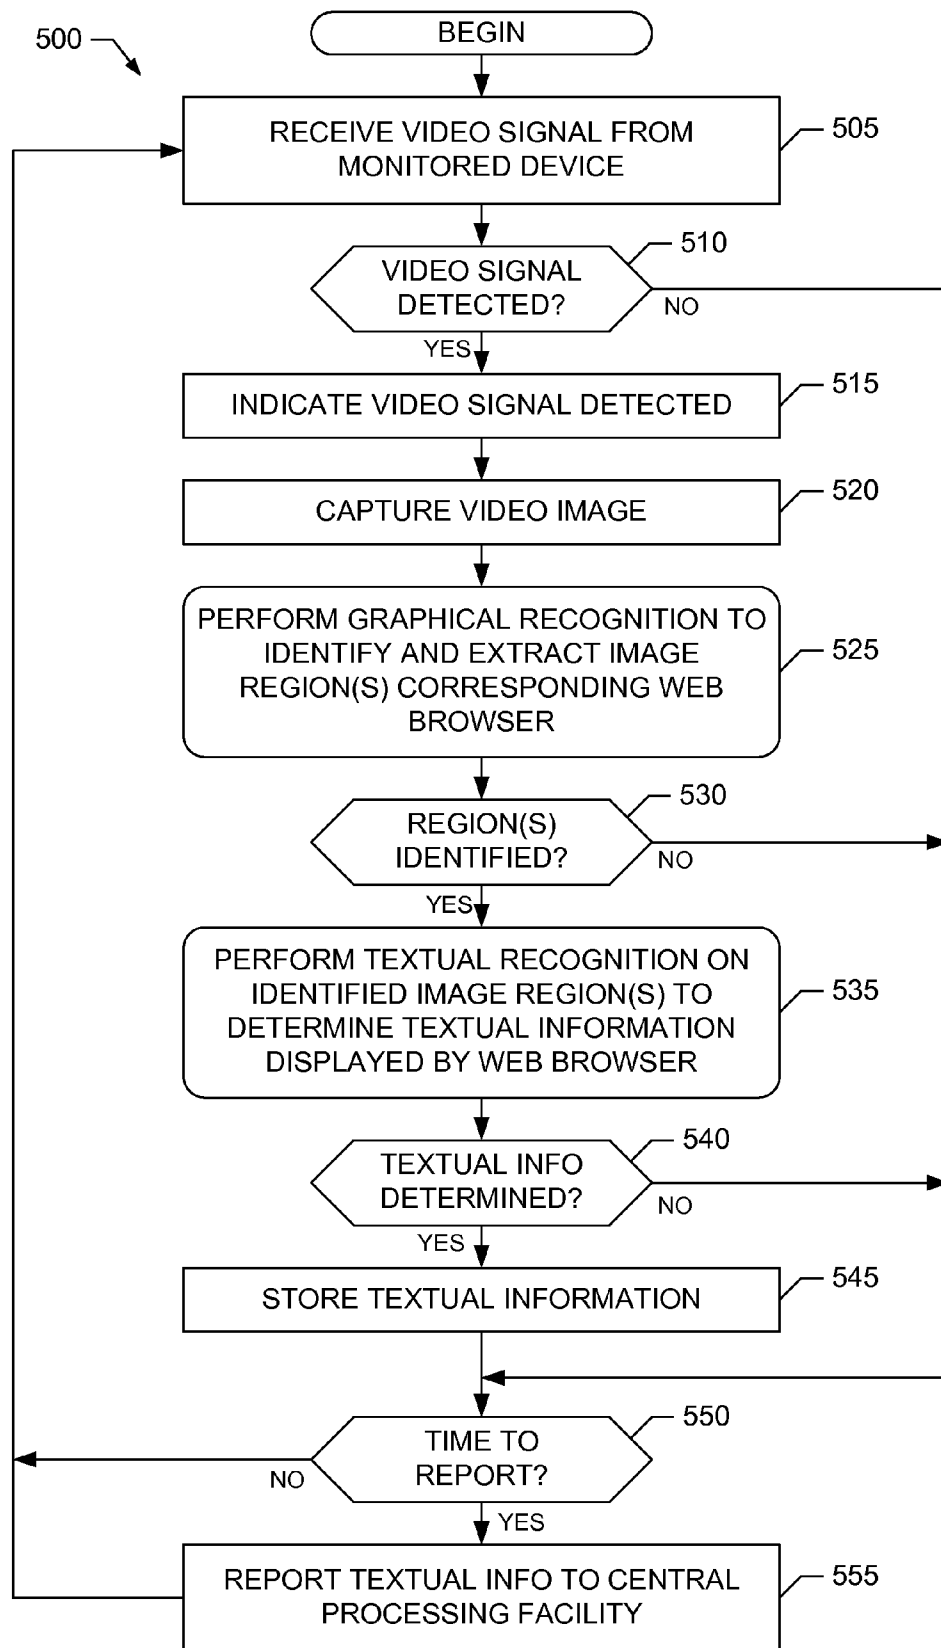 BEGIN
500
RECEIVE VIDEO SIGNAL FROM
MONITORED DEVICE
505
VIDEO SIGNAL
DETECTED?
510
NO
YES
INDICATE VIDEO SIGNAL DETECTED
515
CAPTURE VIDEO IMAGE
520
PERFORM GRAPHICAL RECOGNITION TO
IDENTIFY AND EXTRACT IMAGE
REGION(S) CORRESPONDING WEB
BROWSER
525
REGION(S)
IDENTIFIED?
530
NO
YES
PERFORM TEXTUAL RECOGNITION ON
IDENTIFIED IMAGE REGION(S) TO
DETERMINE TEXTUAL INFORMATION
DISPLAYED BY WEB BROWSER
535
TEXTUAL INFO
DETERMINED?
540
NO
YES
STORE TEXTUAL INFORMATION
545
TIME TO
REPORT?
550
NO
YES
REPORT TEXTUAL INFO TO CENTRAL
PROCESSING FACILITY
555